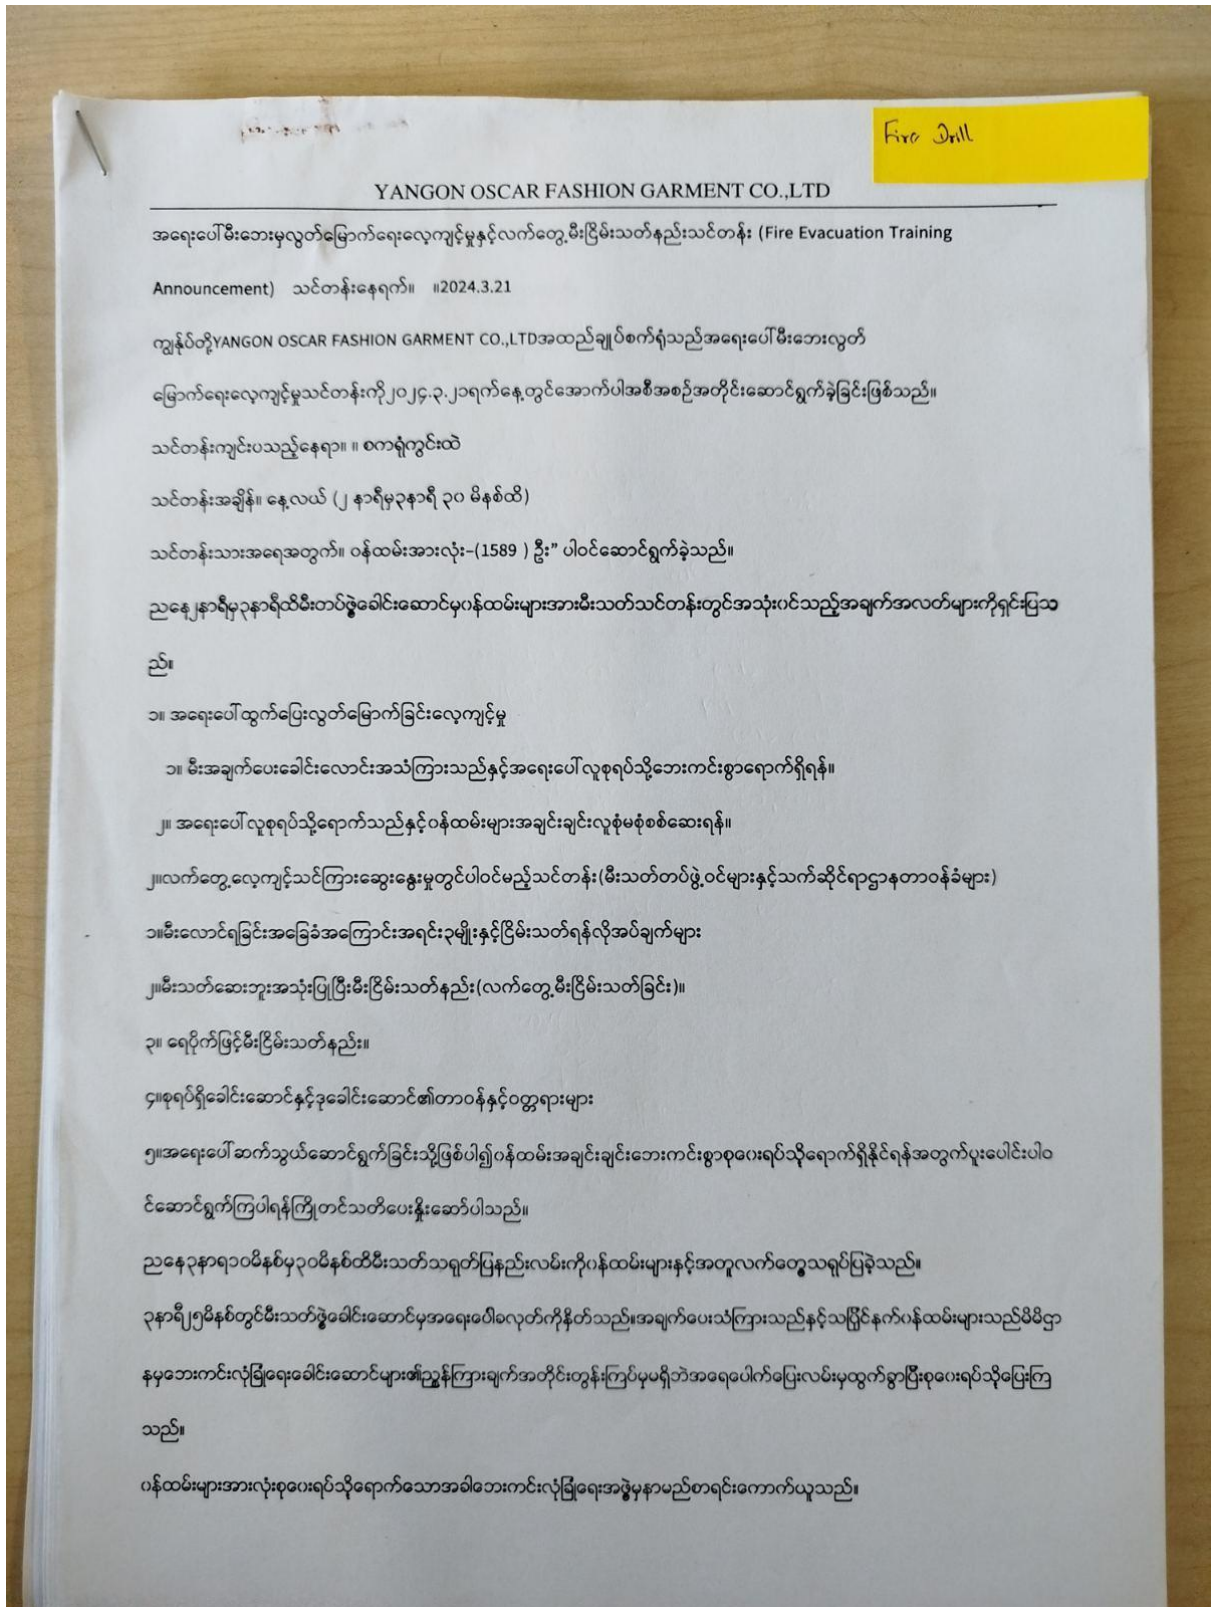 Fire Drill
YANGON OSCAR FASHION GARMENT CO.,LTD
အရေးပေါ်မီးဘေးမှလွတ်မြောက်ရေးလေ့ကျင့်မှုနှင့်လက်တွေ့မီးငြိမ်းသတ်နည်းသင်တန်း (Fire Evacuation Training
Announcement) သင်တန်းနေ့ရက်။ ။2024.3.21
ကျွန်ုပ်တို့YANGON OSCAR FASHION GARMENT CO.,LTDအထည်ချုပ်စက်ရုံသည်အရေးပေါ်မီးဘေးလွတ်
မြောက်ရေးလေ့ကျင့်မှုသင်တန်းကို၂၀၂၄.၃.၂၁ရက်နေ့တွင်အောက်ပါအစီအစဉ်အတိုင်းဆောင်ရွက်ခဲ့ခြင်းဖြစ်သည်။
သင်တန်းကျင်းပသည့်နေရာ။ ။ စကရုံကွင်းထဲ
သင်တန်းအချိန်။ နေ့လယ် (၂ နာရီမှ၃နာရီ ၃၀ မိနစ်ထိ)
သင်တန်းသားအရေအတွက်။ ဝန်ထမ်းအားလုံး-(1589 ) ဦး” ပါဝင်ဆောင်ရွက်ခဲ့သည်။
ညနေ၂နာရီမှ၃နာရီထိမီးတပ်ဖွဲ့ခေါင်းဆောင်မှဝန်ထမ်းများအားမီးသတ်သင်တန်းတွင်အသုံးဝင်သည့်အချက်အလတ်များကိုရှင်းပြသ
ည်။
၁။ အရေးပေါ်ထွက်ပြေးလွတ်မြောက်ခြင်းလေ့ကျင့်မှု
၁။ မီးအချက်ပေးခေါင်းလောင်းအသံကြားသည်နှင့်အရေးပေါ်လူစုရပ်သို့ဘေးကင်းစွာရောက်ရှိရန်။
၂။ အရေးပေါ်လူစုရပ်သို့ရောက်သည်နှင့်ဝန်ထမ်းများအချင်းချင်းလူစုံမစုံစစ်ဆေးရန်။
၂။လက်တွေ့လေ့ကျင့်သင်ကြားဆွေးနွေးမှုတွင်ပါဝင်မည့်သင်တန်း(မီးသတ်တပ်ဖွဲ့ဝင်များနှင့်သက်ဆိုင်ရာဌာနတာဝန်ခံများ)
၁။မီးလောင်ရခြင်းအခြေခံအကြောင်းအရင်း၃မျိုးနှင့်ငြိမ်းသတ်ရန်လိုအပ်ချက်များ
၂။မီးသတ်ဆေးဘူးအသုံးပြုပြီးမီးငြိမ်းသတ်နည်း(လက်တွေ့မီးငြိမ်းသတ်ခြင်း)။
၃။ ရေပိုက်ဖြင့်မီးငြိမ်းသတ်နည်း။
၄။စုရပ်ရှိခေါင်းဆောင်နှင့်ဒုခေါင်းဆောင်၏တာဝန်နှင့်ဝတ္တရားများ
၅။အရေးပေါ်ဆက်သွယ်ဆောင်ရွက်ခြင်းသို့ဖြစ်ပါ၍ဝန်ထမ်းအချင်းချင်းဘေးကင်းစွာစုဝေးရပ်သို့ရောက်ရှိနိုင်ရန်အတွက်ပူးပေါင်းပါဝ
င်ဆောင်ရွက်ကြပါရန်ကြိုတင်သတိပေးနှိုးဆော်ပါသည်။
ညနေ၃နာရ၁၀မိနစ်မှ၃၀မိနစ်ထိမီးသတ်သရုတ်ပြနည်းလမ်းကိုဝန်ထမ်းများနှင့်အတူလက်တွေ့သရုပ်ပြခဲ့သည်။
၃နာရီ၂၅မိနစ်တွင်မီးသတ်ဖွဲ့ခေါင်းဆောင်မှအရေးပေါ်ခလုတ်ကိုနှိတ်သည်။အချက်ပေးသံကြားသည်နှင့်သပြိုင်နက်ဝန်ထမ်းများသည်မိမိဌာ
နမှဘေးကင်းလုံခြုံရေးခေါင်းဆောင်များ၏ညွှန်ကြားချက်အတိုင်းတွန်းကြပ်မှုမရှိဘဲအရေပေါက်ပြေးလမ်းမှထွက်ခွာပြီးစုဝေးရပ်သို့ပြေးကြ
သည်။
ဝန်ထမ်းများအားလုံးစုဝေးရပ်သို့ရောက်သောအခါဘေးကင်းလုံခြုံရေးအဖွဲ့မှနာမည်စာရင်းကောက်ယူသည်။